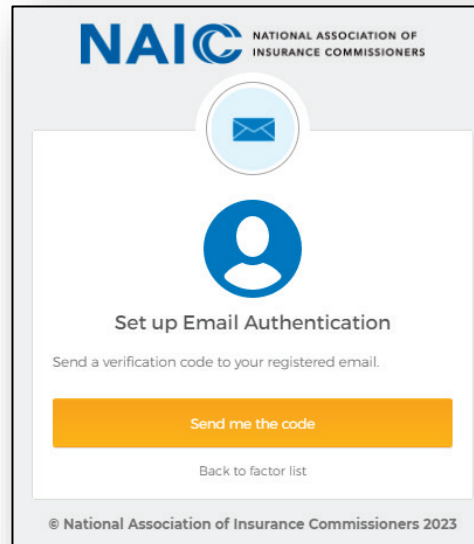 NAIC NATIONAL ASSOCIATION OF
INSURANCE COMMISSIONERS
Set up Email Authentication
Send a verification code to your registered email.
Send me the code
Back to factor list
© National Association of Insurance Commissioners 2023